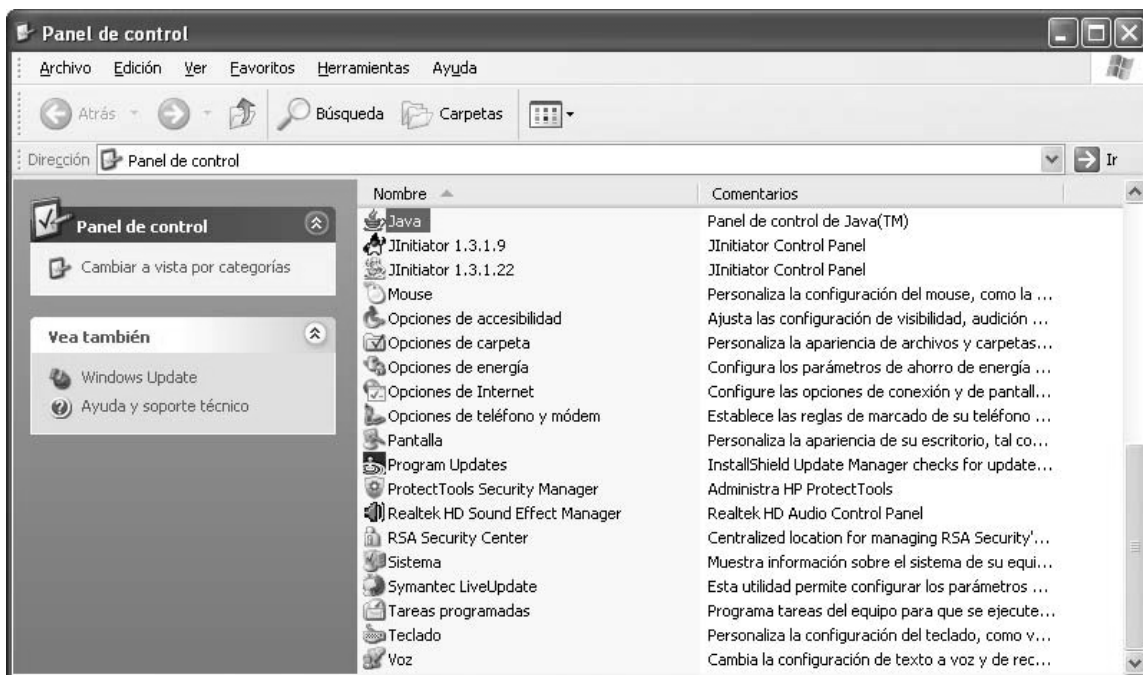 Panel de control
Archivo Edición Ver Favoritos Herramientas Ayuda
Atrás Búsqueda Carpetas
Dirección Panel de control Ir
Panel de control
Cambiar a vista por categorías
Vea también
Windows Update
Ayuda y soporte técnico
Nombre Comentarios
Java Panel de control de Java(TM)
JInitiator 1.3.1.9 JInitiator Control Panel
JInitiator 1.3.1.22 JInitiator Control Panel
Mouse Personaliza la configuración del mouse, como la ...
Opciones de accesibilidad Ajusta las configuración de visibilidad, audición ...
Opciones de carpeta Personaliza la apariencia de archivos y carpetas...
Opciones de energía Configura los parámetros de ahorro de energía ...
Opciones de Internet Configure las opciones de conexión y de pantall...
Opciones de teléfono y módem Establece las reglas de marcado de su teléfono ...
Pantalla Personaliza la apariencia de su escritorio, tal co...
Program Updates InstallShield Update Manager checks for update...
ProtectTools Security Manager Administra HP ProtectTools
Realtek HD Sound Effect Manager Realtek HD Audio Control Panel
RSA Security Center Centralized location for managing RSA Security'...
Sistema Muestra información sobre el sistema de su equi...
Symantec LiveUpdate Esta utilidad permite configurar los parámetros ...
Tareas programadas Programa tareas del equipo para que se ejecute...
Teclado Personaliza la configuración del teclado, como v...
Voz Cambia la configuración de texto a voz y de rec...